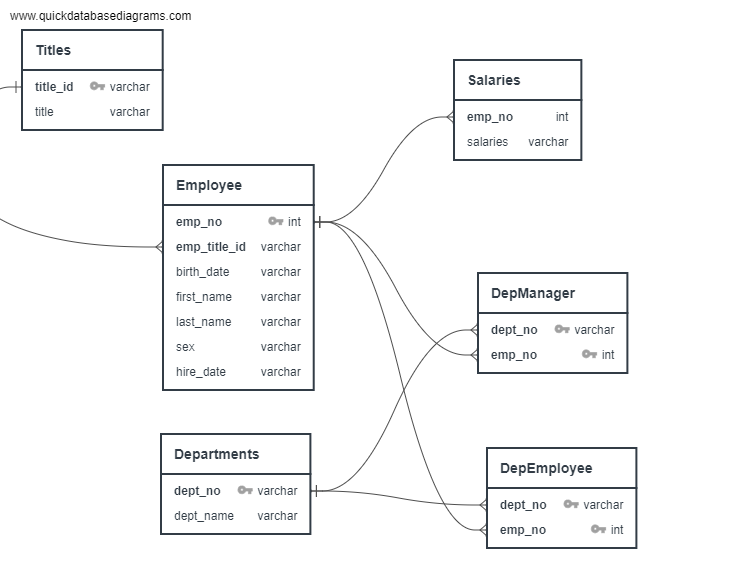 www.quickdatabasediagrams.com
Titles
title_id varchar
title varchar
Salaries
emp_no int
salaries varchar
Employee
emp_no int
emp_title_id varchar
birth_date varchar
first_name varchar
last_name varchar
sex varchar
hire_date varchar
DepManager
dept_no varchar
emp_no int
Departments
dept_no varchar
dept_name varchar
DepEmployee
dept_no varchar
emp_no int